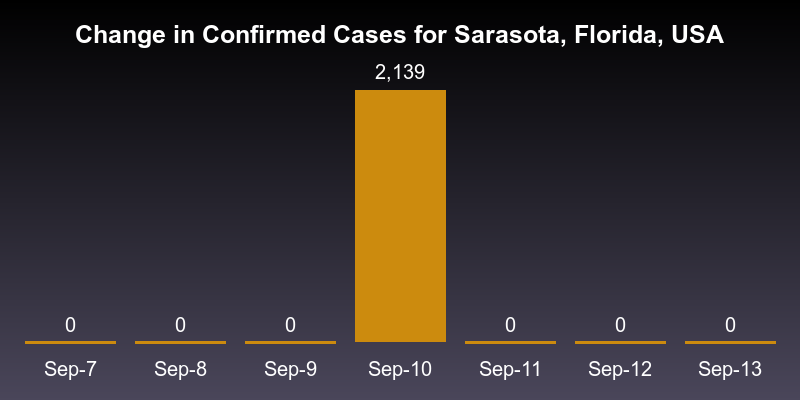 Change in Confirmed Cases for Sarasota, Florida, USA
2,139
0 0 0 0 0 0
Sep-7 Sep-8 Sep-9 Sep-10 Sep-11 Sep-12 Sep-13